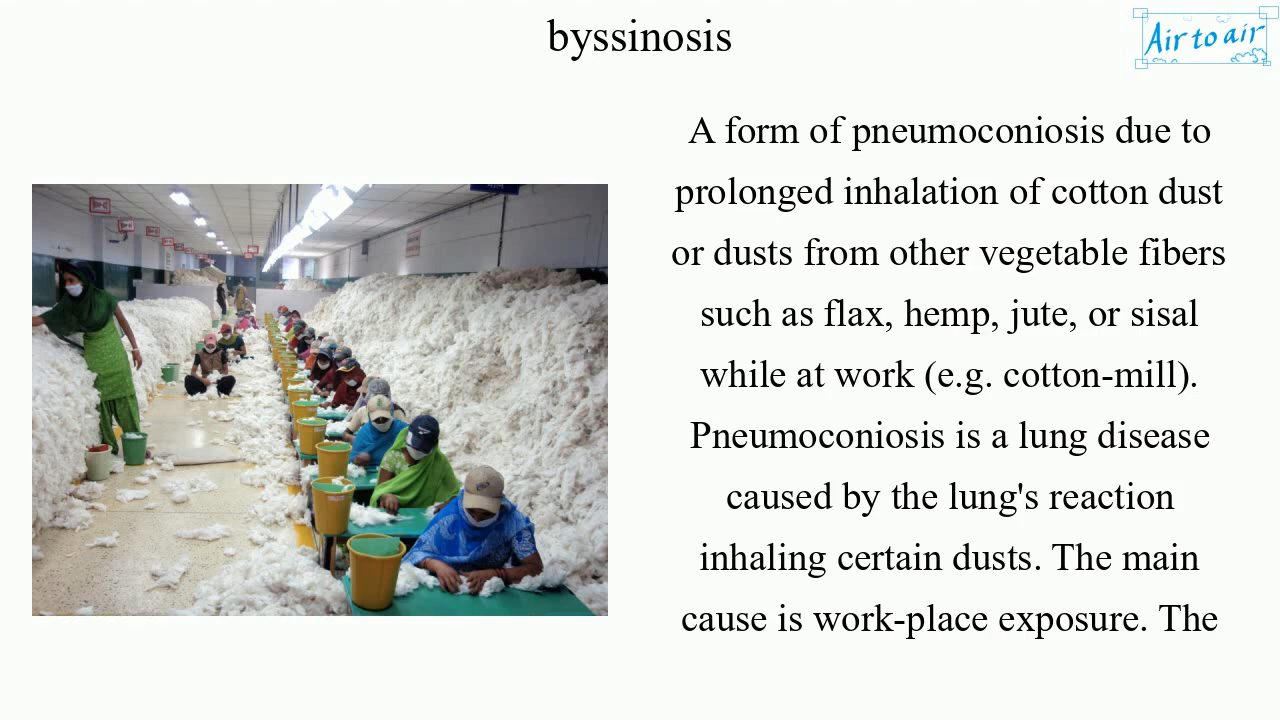 byssinosis
Air to air
A form of pneumoconiosis due to
prolonged inhalation of cotton dust
or dusts from other vegetable fibers
such as flax, hemp, jute, or sisal
while at work (e.g. cotton-mill).
Pneumoconiosis is a lung disease
caused by the lung's reaction
inhaling certain dusts. The main
cause is work-place exposure. The